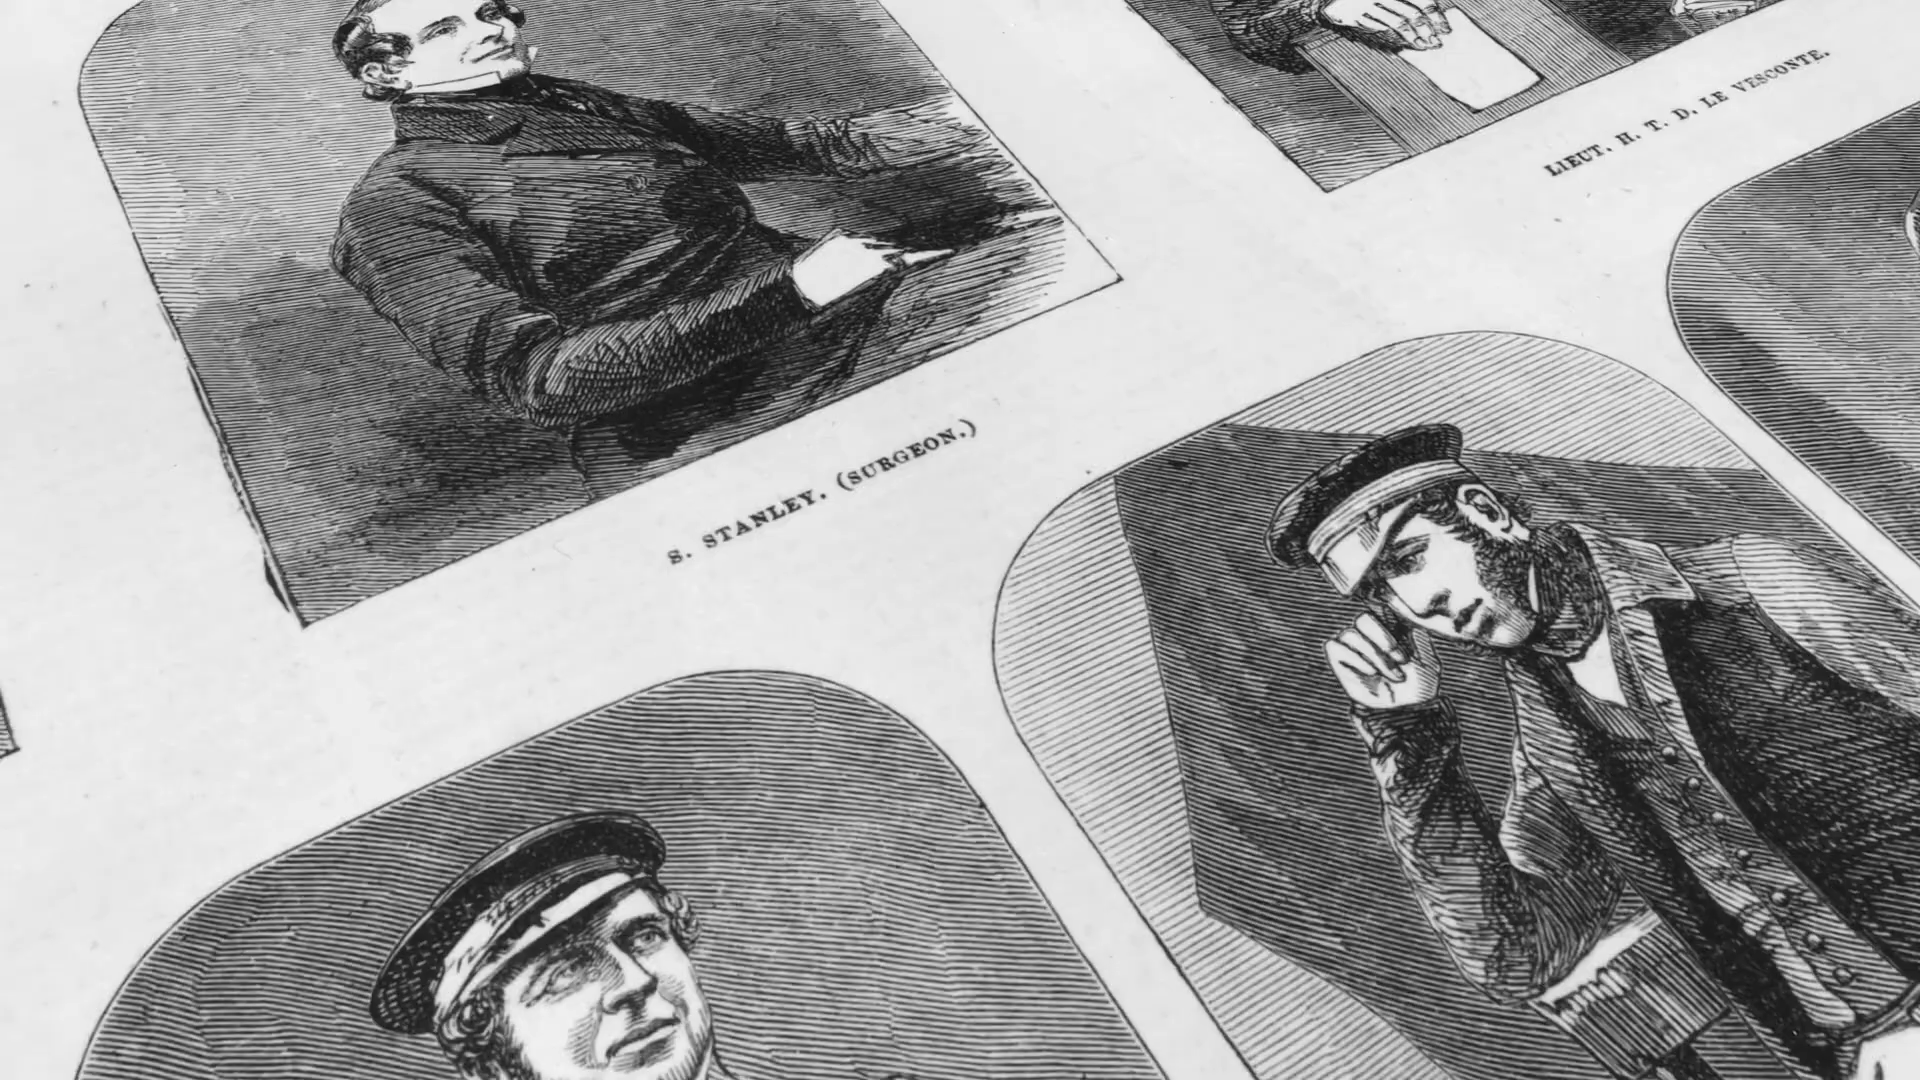 LIEUT. H. T. D. LE VESCONTE.
S. STANLEY. (SURGEON.)